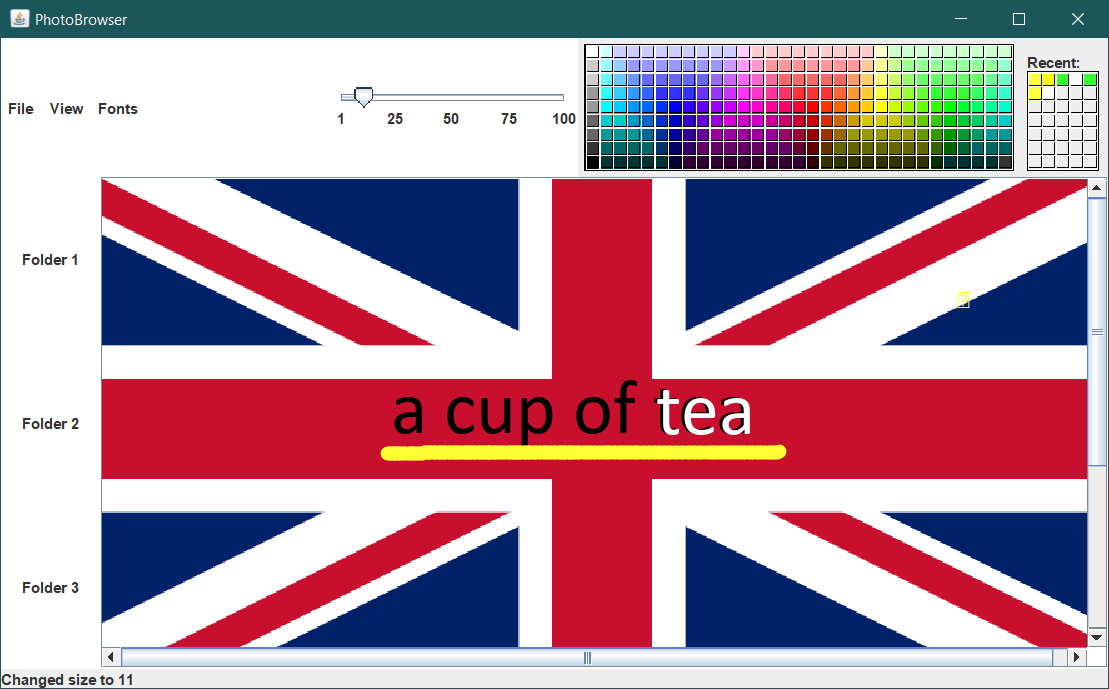 PhotoBrowser
File View Fonts
1 25 50 75 100
Recent:
Folder 1
Folder 2
Folder 3
a cup of tea
Changed size to 11